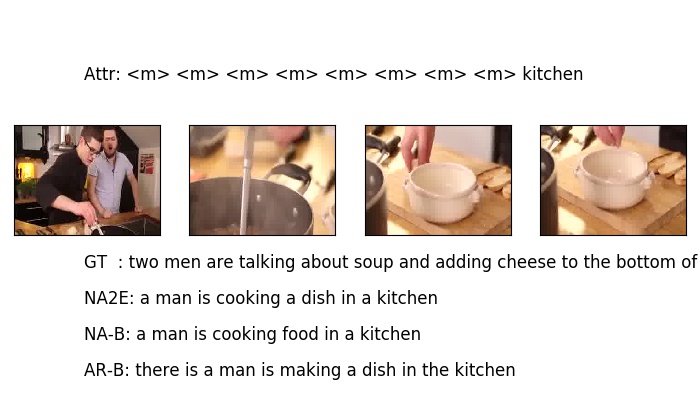 Attr: <m> <m> <m> <m> <m> <m> <m> <m> kitchen
GT  : two men are talking about soup and adding cheese to the bottom of
NA2E: a man is cooking a dish in a kitchen
NA-B: a man is cooking food in a kitchen
AR-B: there is a man is making a dish in the kitchen